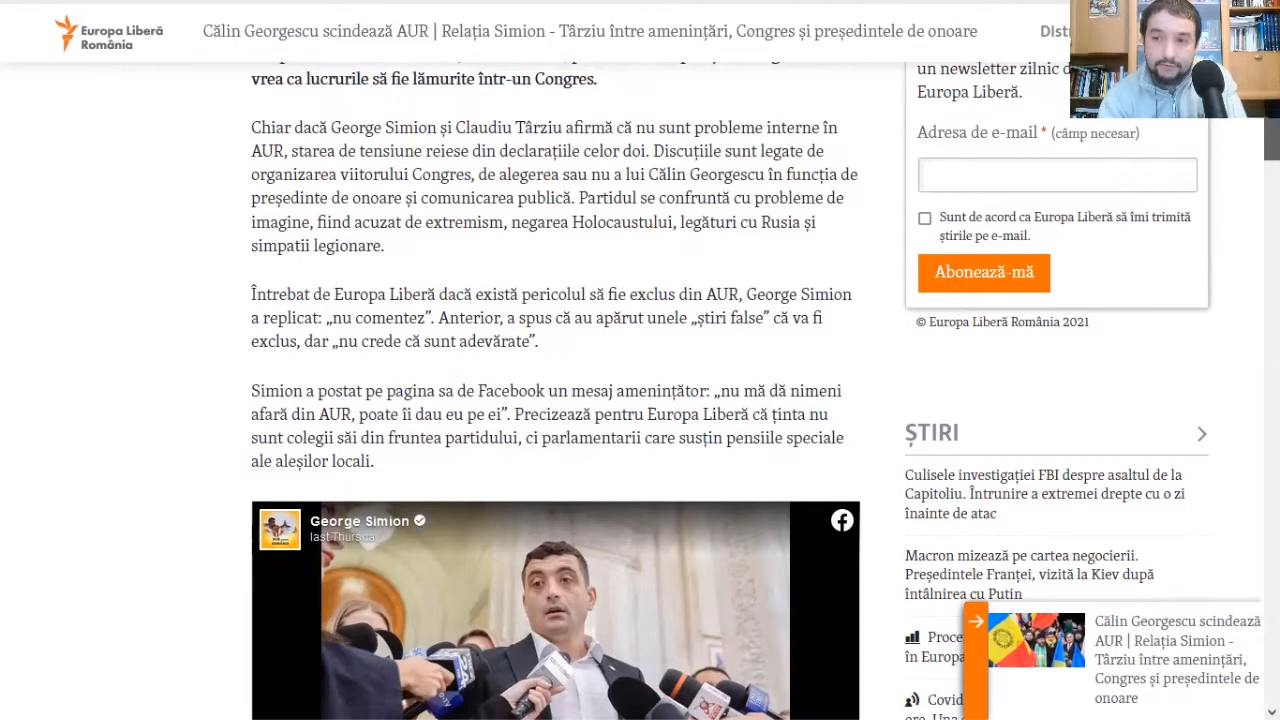 Europa Liberă
România
Călin Georgescu scindează AUR | Relația Simion - Târziu între amenințări, Congres și președintele de onoare
vrea ca lucrurile să fie lămurite într-un Congres.
Chiar dacă George Simion și Claudiu Târziu afirmă că nu sunt probleme interne în
AUR, starea de tensiune reiese din declarațiile celor doi. Discuțiile sunt legate de
organizarea viitorului Congres, de alegerea sau nu a lui Călin Georgescu în funcția de
președinte de onoare și comunicarea publică. Partidul se confruntă cu probleme de
imagine, fiind acuzat de extremism, negarea Holocaustului, legături cu Rusia și
simpatii legionare.
Întrebat de Europa Liberă dacă există pericolul să fie exclus din AUR, George Simion
a replicat: „nu comentez”. Anterior, a spus că au apărut unele „știri false” că va fi
exclus, dar „nu crede că sunt adevărate”.
Simion a postat pe pagina sa de Facebook un mesaj amenințător: „nu mă dă nimeni
afară din AUR, poate îi dau eu pe ei”. Precizează pentru Europa Liberă că ținta nu
sunt colegii săi din fruntea partidului, ci parlamentarii care susțin pensiile speciale
ale aleșilor locali.
George Simion
last Thursda
un newsletter zilnic
Europa Liberă.
Adresa de e-mail * (câmp necesar)
Sunt de acord ca Europa Liberă să îmi trimită
știrile pe e-mail.
Abonează-mă
© Europa Liberă România 2021
ȘTIRI
Culisele investigației FBI despre asaltul de la
Capitoliu. Întrunire a extremei drepte cu o zi
înainte de atac
Macron mizează pe cartea negocierii.
Președintele Franței, vizită la Kiev după
întâlnirea cu Putin
Proce
în Europa
Covid
Călin Georgescu scindează
AUR | Relația Simion -
Târziu între amenințări,
Congres și președintele de
onoare